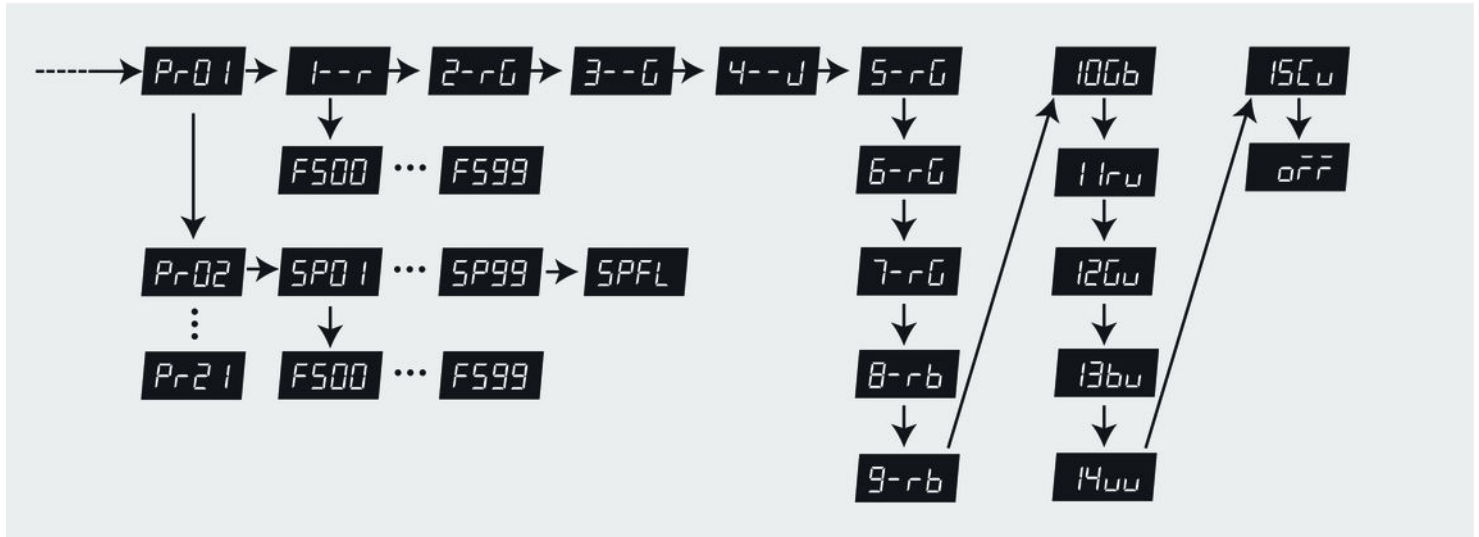 Pr01 1--r 2-rG 3--G 4--J 5-rG 10Gb 15Cu
FS00 ... FS99 6-rG 11ru oFF
Pr02 SP01 ... SP99 SPFL 7-rG 12Gu
Pr21 FS00 ... FS99 8-rb 13bu
9-rb 14uu